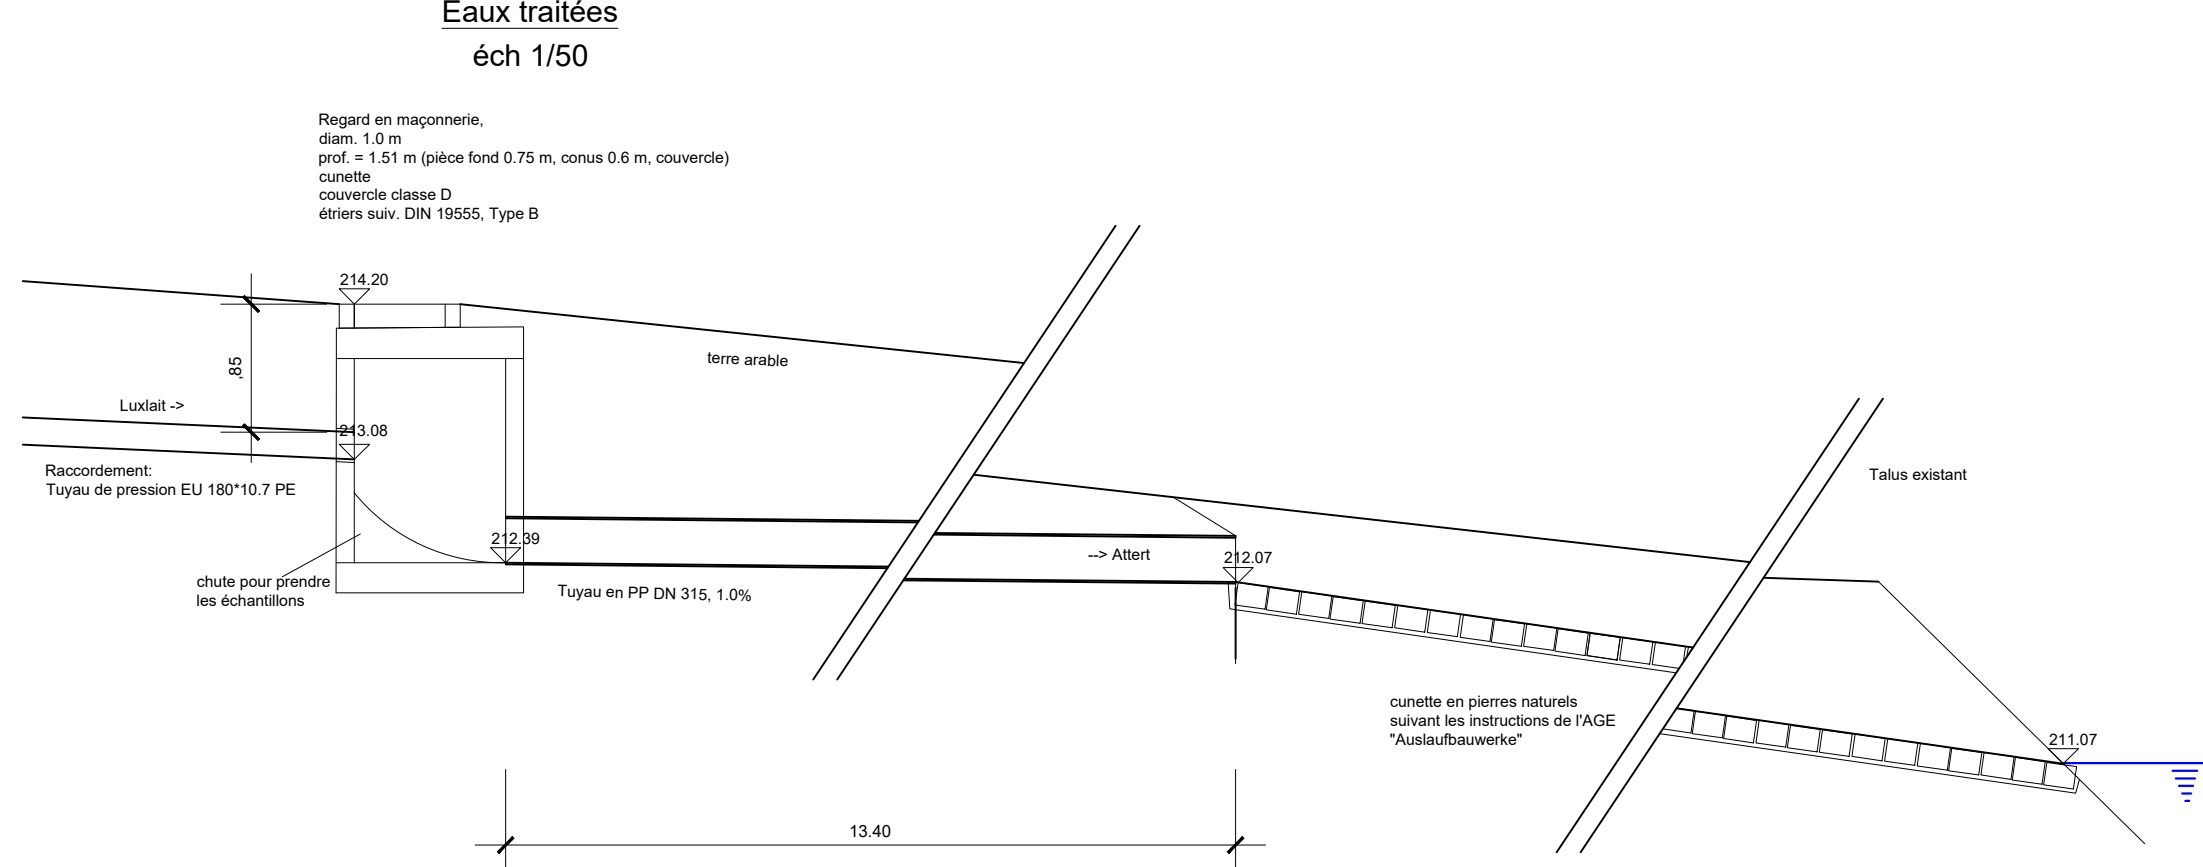 Eaux traitées
éch 1/50
Regard en maçonnerie,
diam. 1.0 m
prof. = 1.51 m (pièce fond 0.75 m, conus 0.6 m, couvercle)
cunette
couvercle classe D
étriers suiv. DIN 19555, Type B
214.20
,85
terre arable
Luxlait ->
213.08
Raccordement:
Tuyau de pression EU 180*10.7 PE
Talus existant
212.39
--> Attert
212.07
chute pour prendre
les échantillons
Tuyau en PP DN 315, 1.0%
cunette en pierres naturels
suivant les instructions de l'AGE
"Auslaufbauwerke"
211.07
13.40